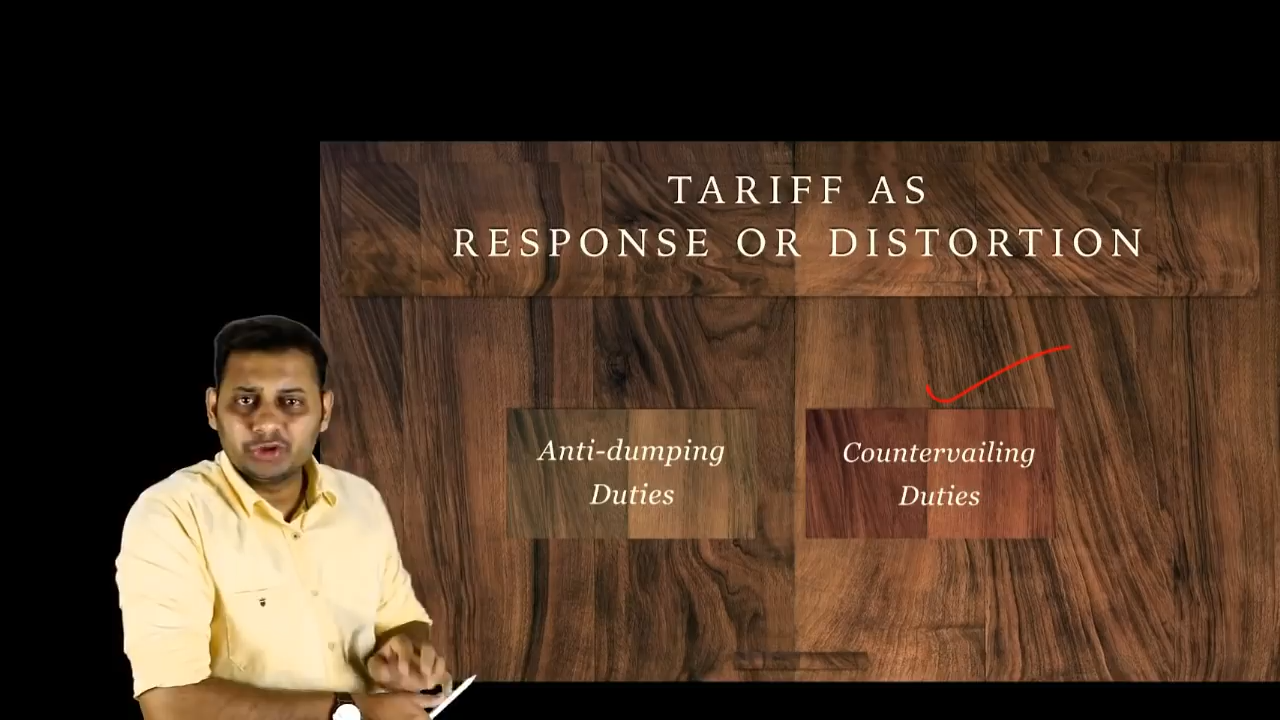 TARIFF AS
RESPONSE OR DISTORTION
Anti-dumping
Duties
Countervailing
Duties